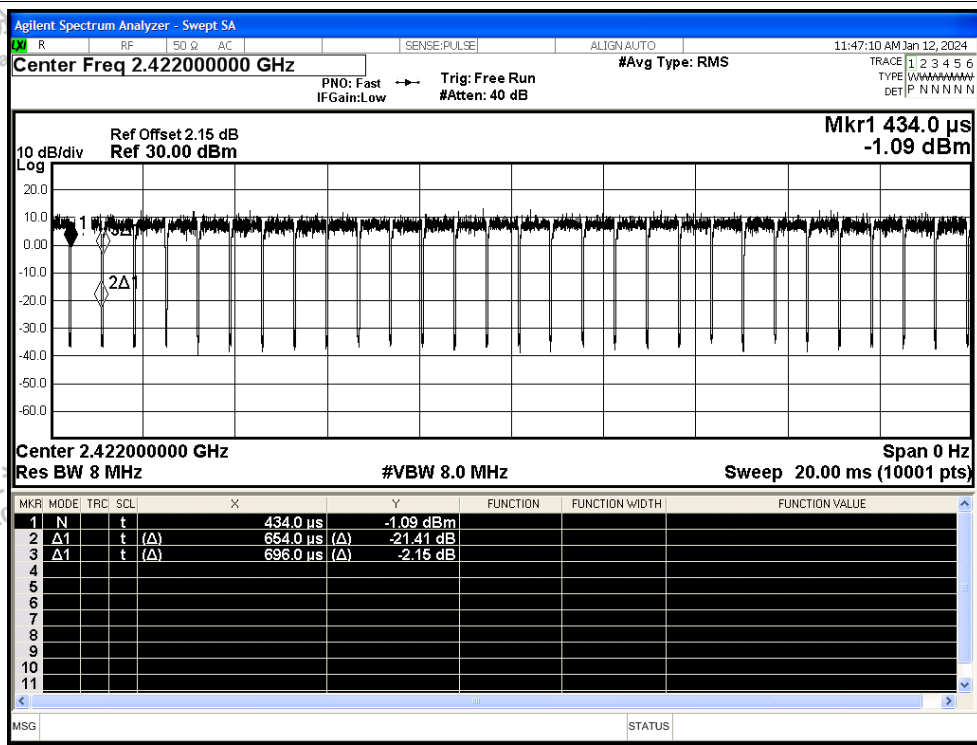 Agilent Spectrum Analyzer - Swept SA
LXI R RF 50 Ω AC SENSE:PULSE ALIGN AUTO 11:47:10 AM Jan 12, 2024
Center Freq 2.422000000 GHz #Avg Type: RMS TRACE 1 2 3 4 5 6
PNO: Fast Trig: Free Run TYPE WWWWWW
IFGain:Low #Atten: 40 dB DET P N N N N N
Mkr1 434.0 µs
Ref Offset 2.15 dB
10 dB/div Ref 30.00 dBm -1.09 dBm
Log
20.0
10.0
1
0.00
3Δ1
-10.0
2Δ1
-20.0
-30.0
-40.0
-50.0
-60.0
Center 2.422000000 GHz Span 0 Hz
Res BW 8 MHz #VBW 8.0 MHz Sweep 20.00 ms (10001 pts)
MKR MODE TRC SCL X Y FUNCTION FUNCTION WIDTH FUNCTION VALUE
1 N t 434.0 µs -1.09 dBm
2 Δ1 t (Δ) 654.0 µs (Δ) -21.41 dB
3 Δ1 t (Δ) 696.0 µs (Δ) -2.15 dB
4
5
6
7
8
9
10
11
MSG STATUS